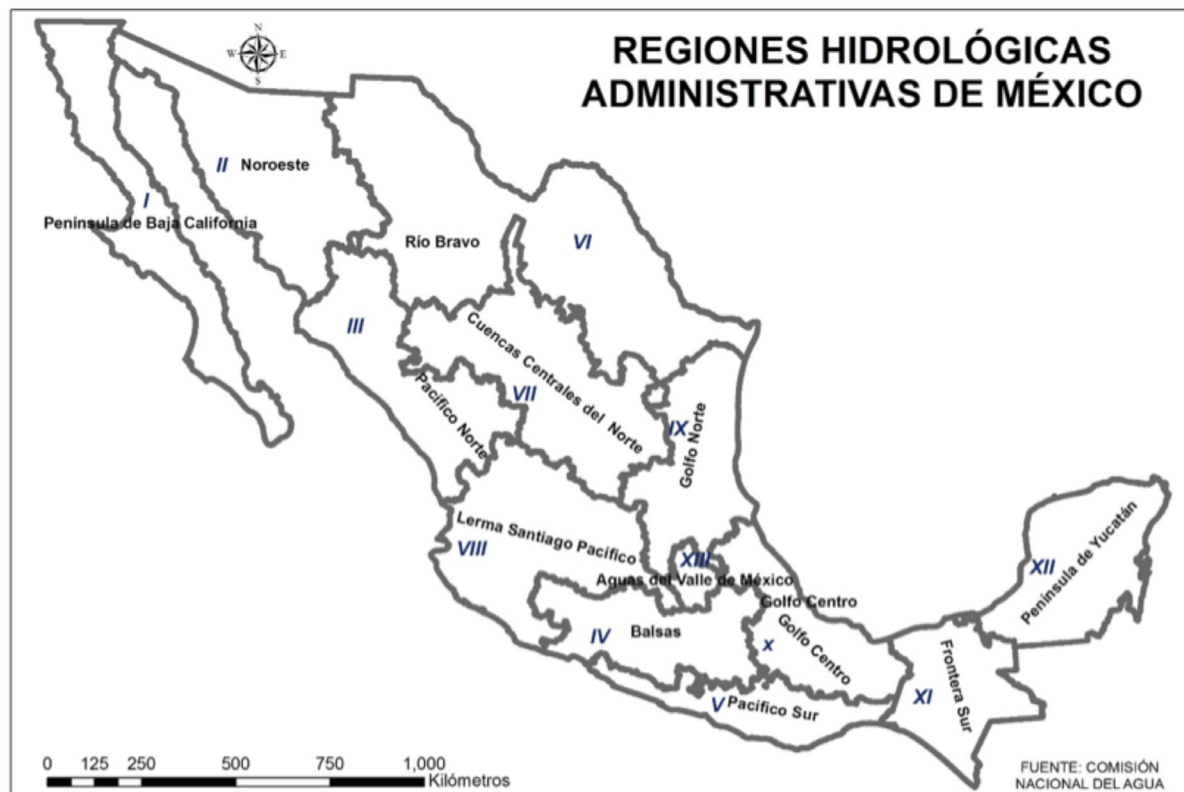 REGIONES HIDROLÓGICAS
ADMINISTRATIVAS DE MÉXICO
N
W
E
S
II
Noroeste
I
Península de Baja California
Río Bravo
VI
III
Cuencas Centrales del Norte
VII
Pacífico Norte
IX
Golfo Norte
Lerma Santiago Pacífico
VIII
XIII
Aguas del Valle de México
XII
Península de Yucatán
Golfo Centro
IV
Balsas
x
Golfo Centro
Frontera Sur
XI
V
Pacífico Sur
0 125 250 500 750 1,000
Kilómetros
FUENTE: COMISIÓN
NACIONAL DEL AGUA